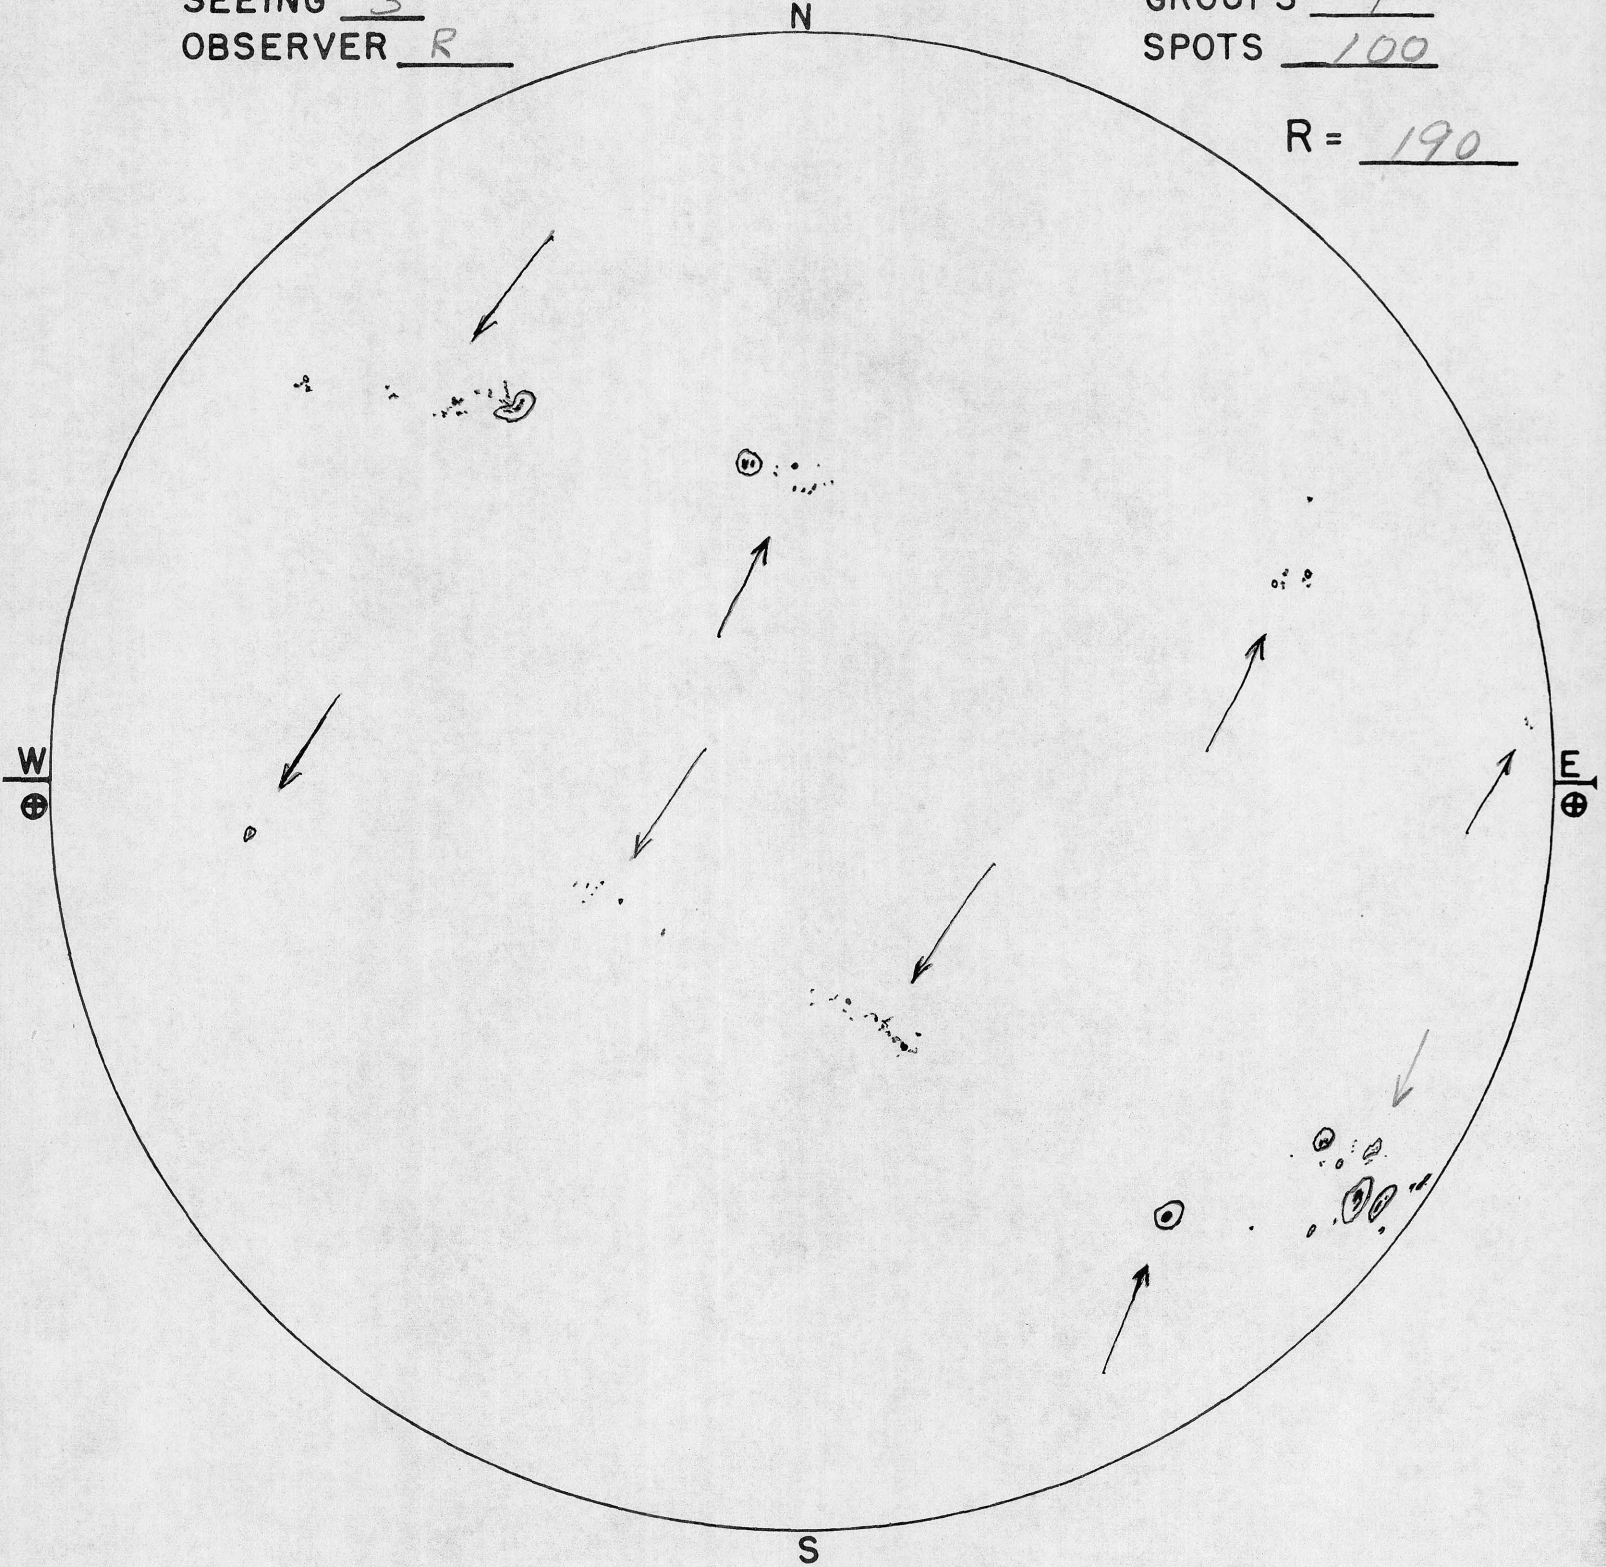 SEEING
OBSERVER R
N
GROUPS
SPOTS 100
R = 190
W
E
S